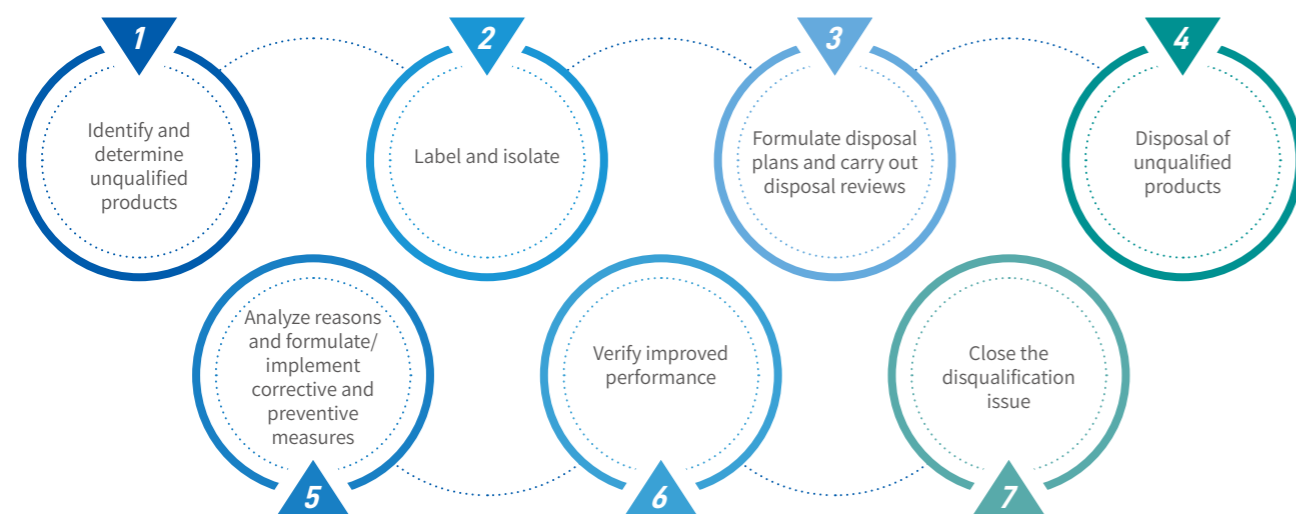 1
Identify and
determine
unqualified
products
2
Label and isolate
3
Formulate disposal
plans and carry out
disposal reviews
4
Disposal of
unqualified
products
5
Analyze reasons
and formulate/
implement
corrective and
preventive
measures
6
Verify improved
performance
7
Close the
disqualification
issue